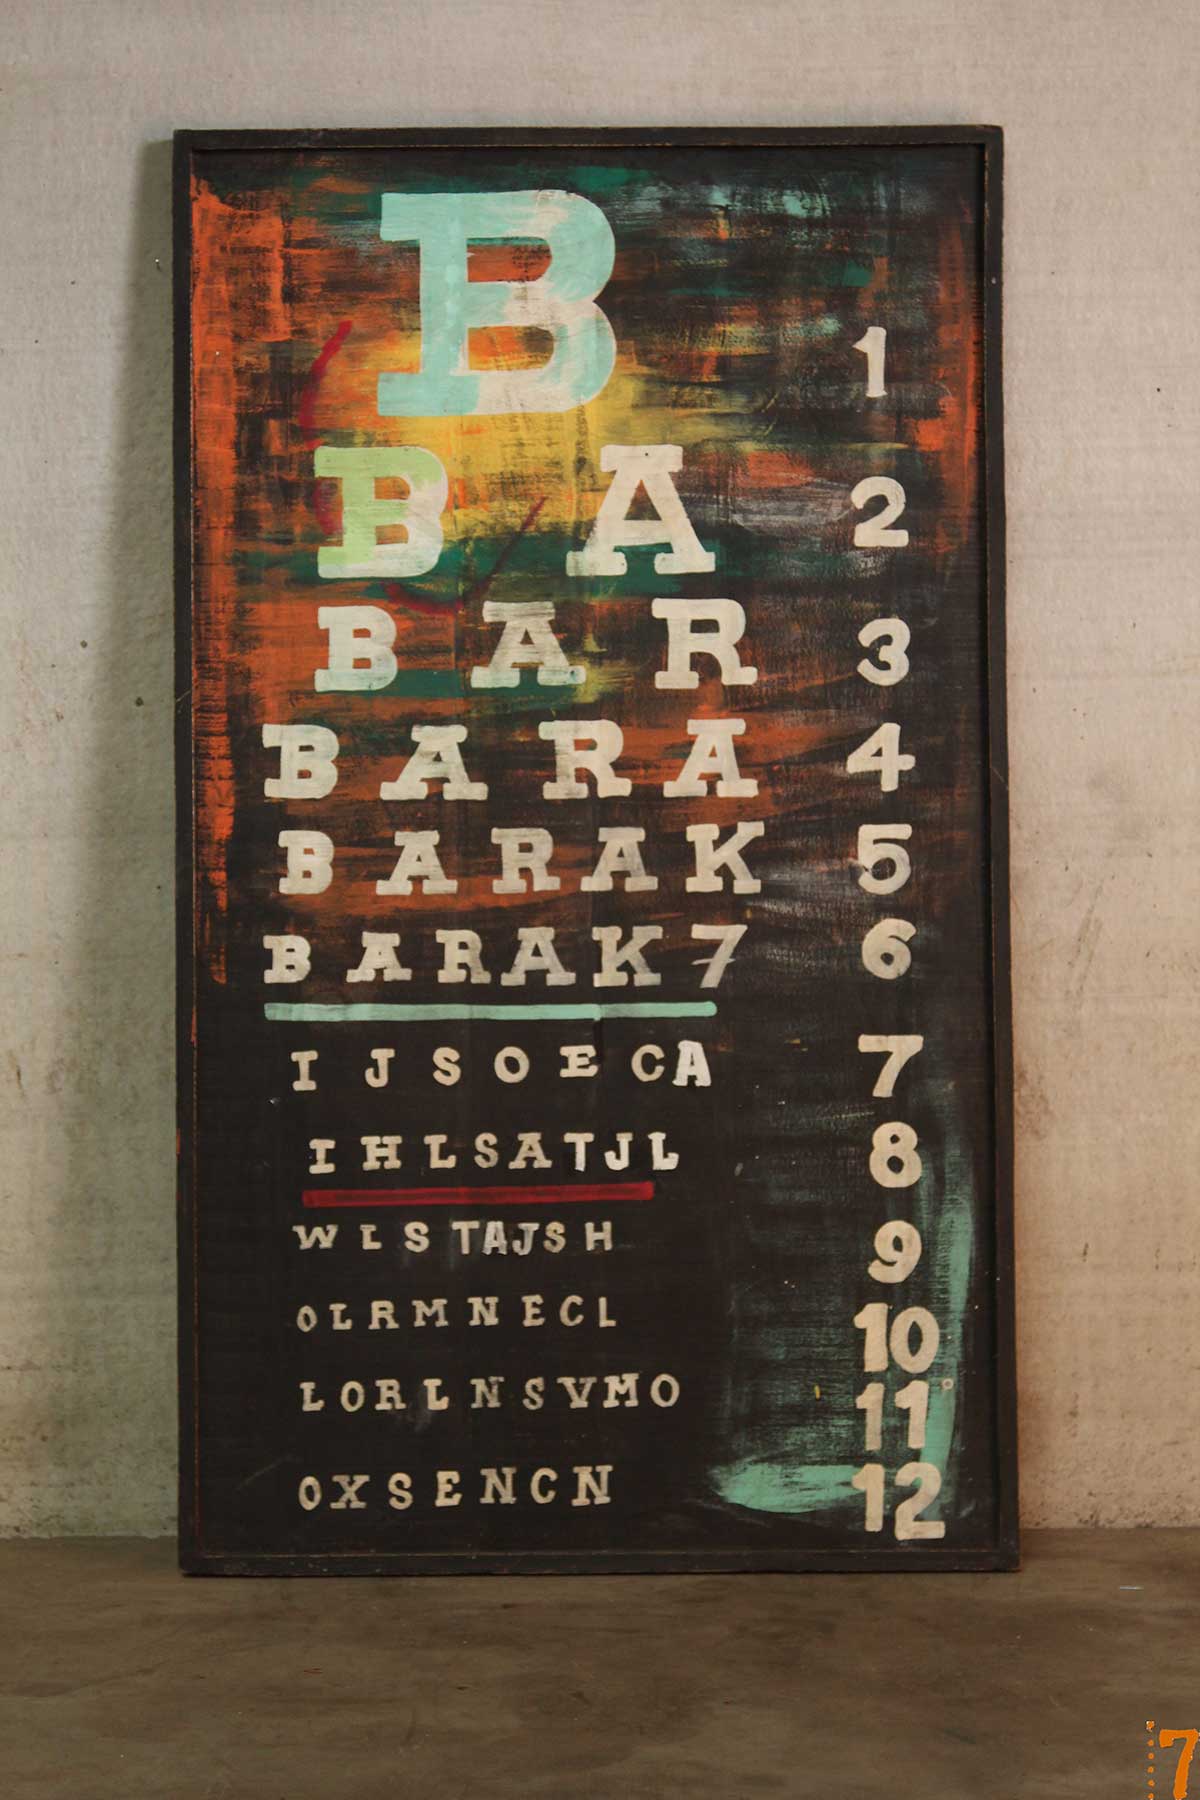 B 1
B A 2
B A R 3
B A R A 4
B A R A K 5
B A R A K 7 6
I J S O E C A 7
I H L S A T J L 8
W L S T A J S H 9
O L R M N E C L 10
L O R L N S V M O 11
O X S E N C N 12
7